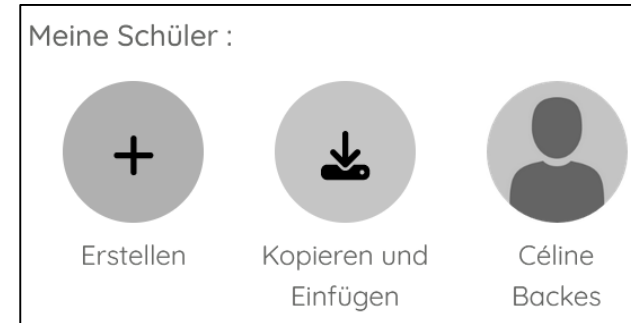 Meine Schüler :
Erstellen
Kopieren und
Einfügen
Céline
Backes